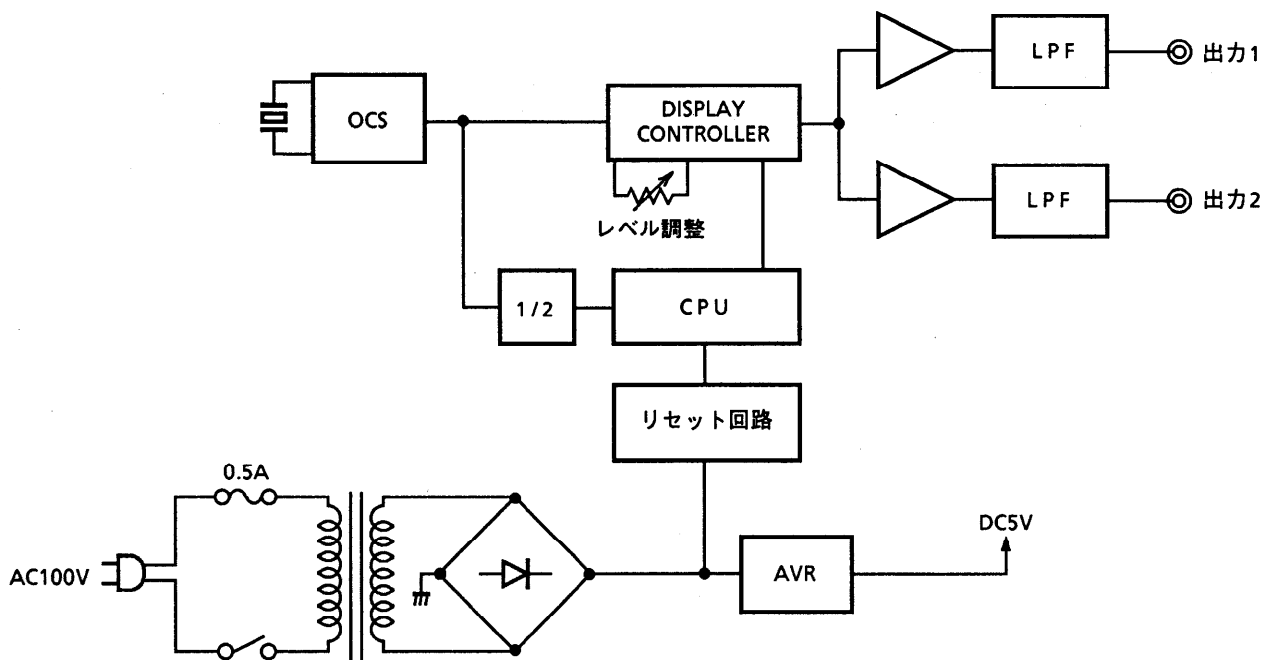 OCS
DISPLAY
CONTROLLER
LPF
出力1
LPF
出力2
レベル調整
1/2
CPU
リセット回路
0.5A
AC100V
AVR
DC5V